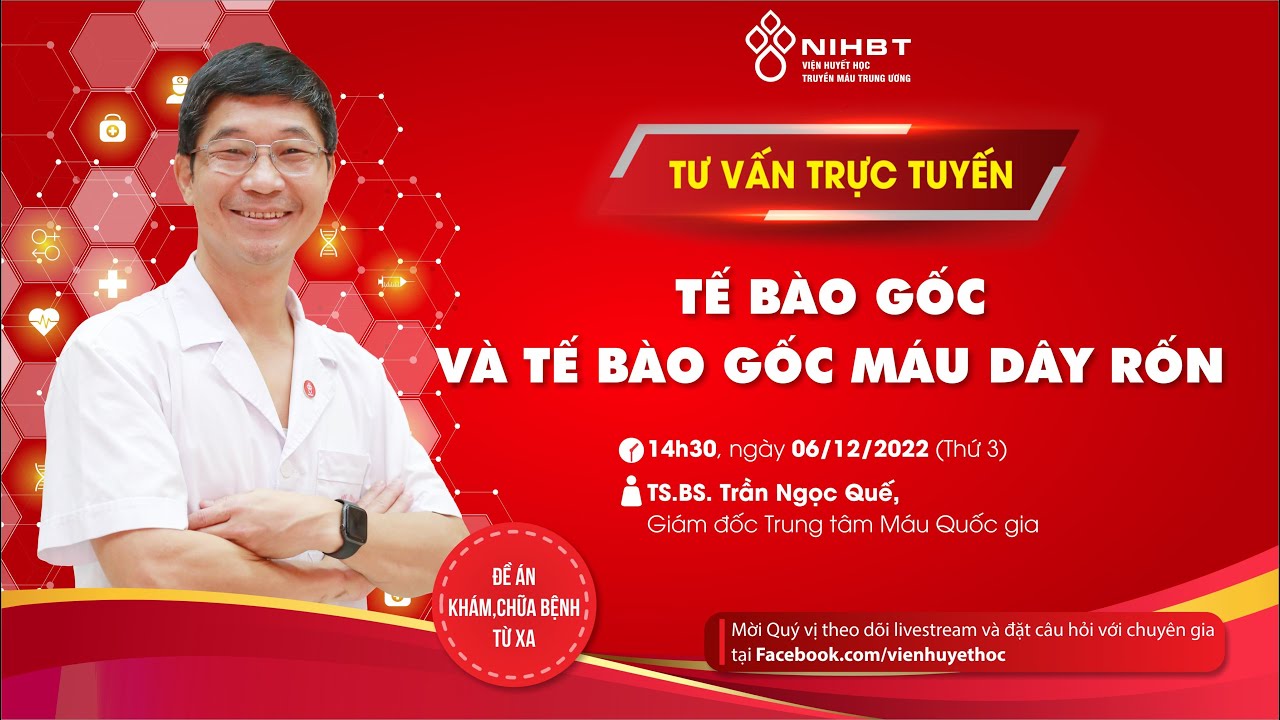 NIHBT
VIỆN HUYẾT HỌC
TRUYỀN MÁU TRUNG ƯƠNG
TƯ VẤN TRỰC TUYẾN
TẾ BÀO GỐC
VÀ TẾ BÀO GỐC MÁU DÂY RỐN
14h30, ngày 06/12/2022 (Thứ 3)
TS.BS. Trần Ngọc Quế,
Giám đốc Trung tâm Máu Quốc gia
ĐỀ ÁN
KHÁM,CHỮA BỆNH
TỪ XA
Mời Quý vị theo dõi livestream và đặt câu hỏi với chuyên gia
tại Facebook.com/vienhuyethoc